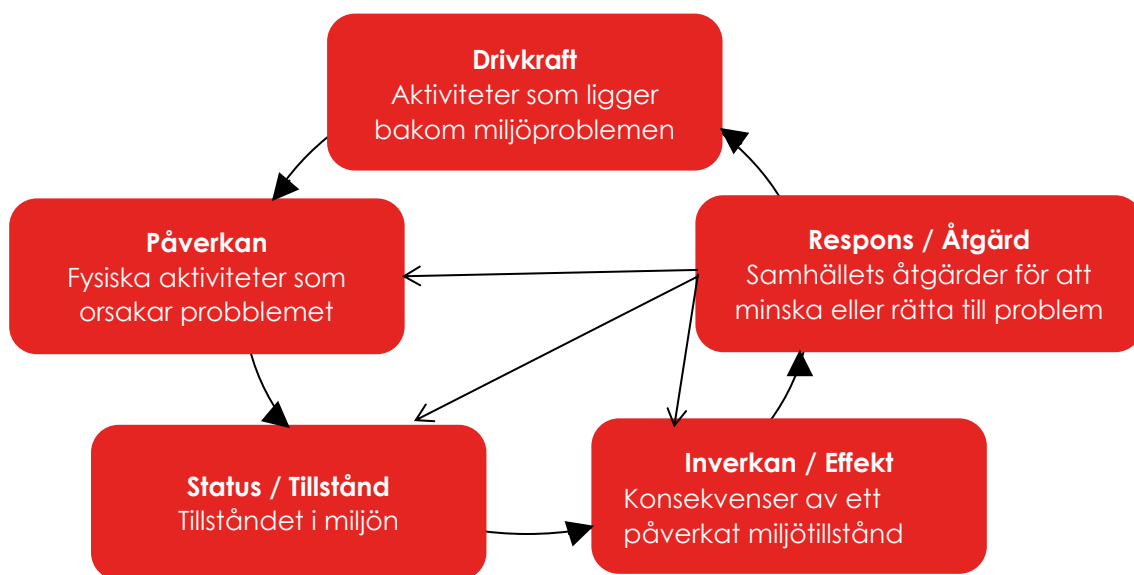 Drivkraft
Aktiviteter som ligger
bakom miljöproblemen
Påverkan
Fysiska aktiviteter som
orsakar probblemet
Respons / Åtgärd
Samhällets åtgärder för att
minska eller rätta till problem
Status / Tillstånd
Tillståndet i miljön
Inverkan / Effekt
Konsekvenser av ett
påverkat miljötillstånd